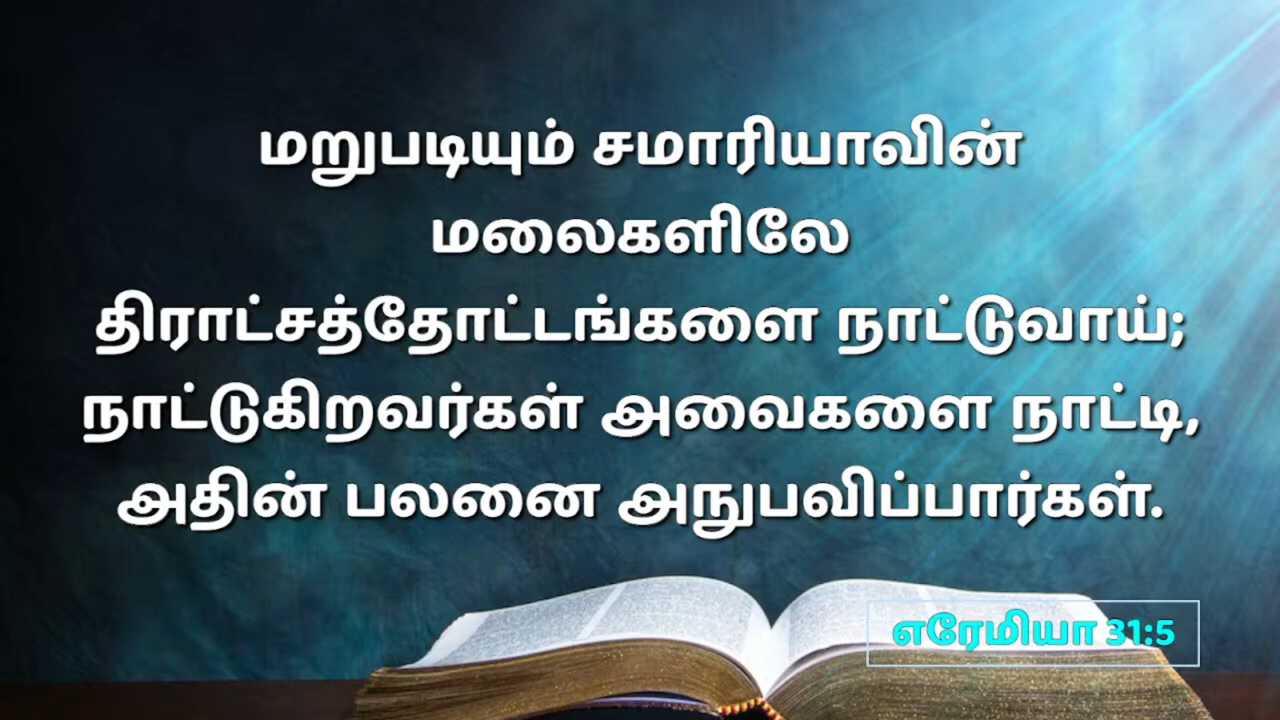 மறுபடியும் சமாரியாவின்
மலைகளிலே
திராட்சத்தோட்டங்களை நாட்டுவாய்;
நாட்டுகிறவர்கள் அவைகளை நாட்டி,
அதின் பலனை அநுபவிப்பார்கள்.
எரேமியா 31:5